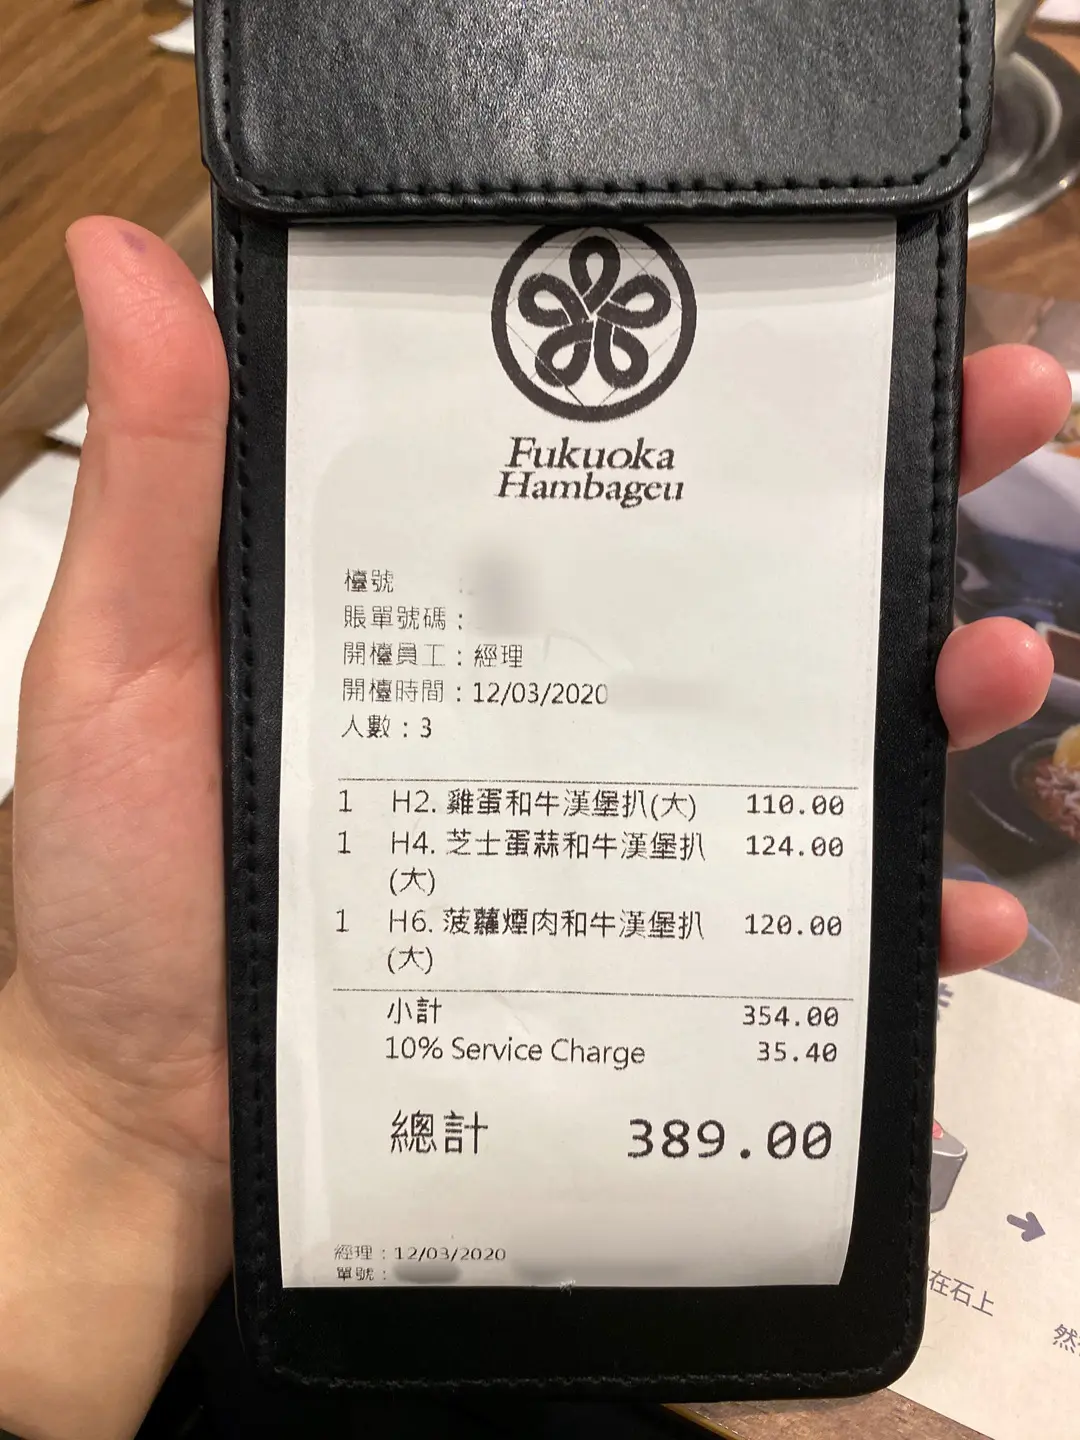 Fukuoka
Hambageu
檯號 :
賬單號碼 :
開檯員工 : 經理
開檯時間 : 12/03/2020
人數 : 3
1 H2. 雞蛋和牛漢堡扒(大) 110.00
1 H4. 芝士蛋蒜和牛漢堡扒 124.00
(大)
1 H6. 菠蘿煙肉和牛漢堡扒 120.00
(大)
小計 354.00
10% Service Charge 35.40
總計 389.00
經理 : 12/03/2020
單號 :
在石上
然